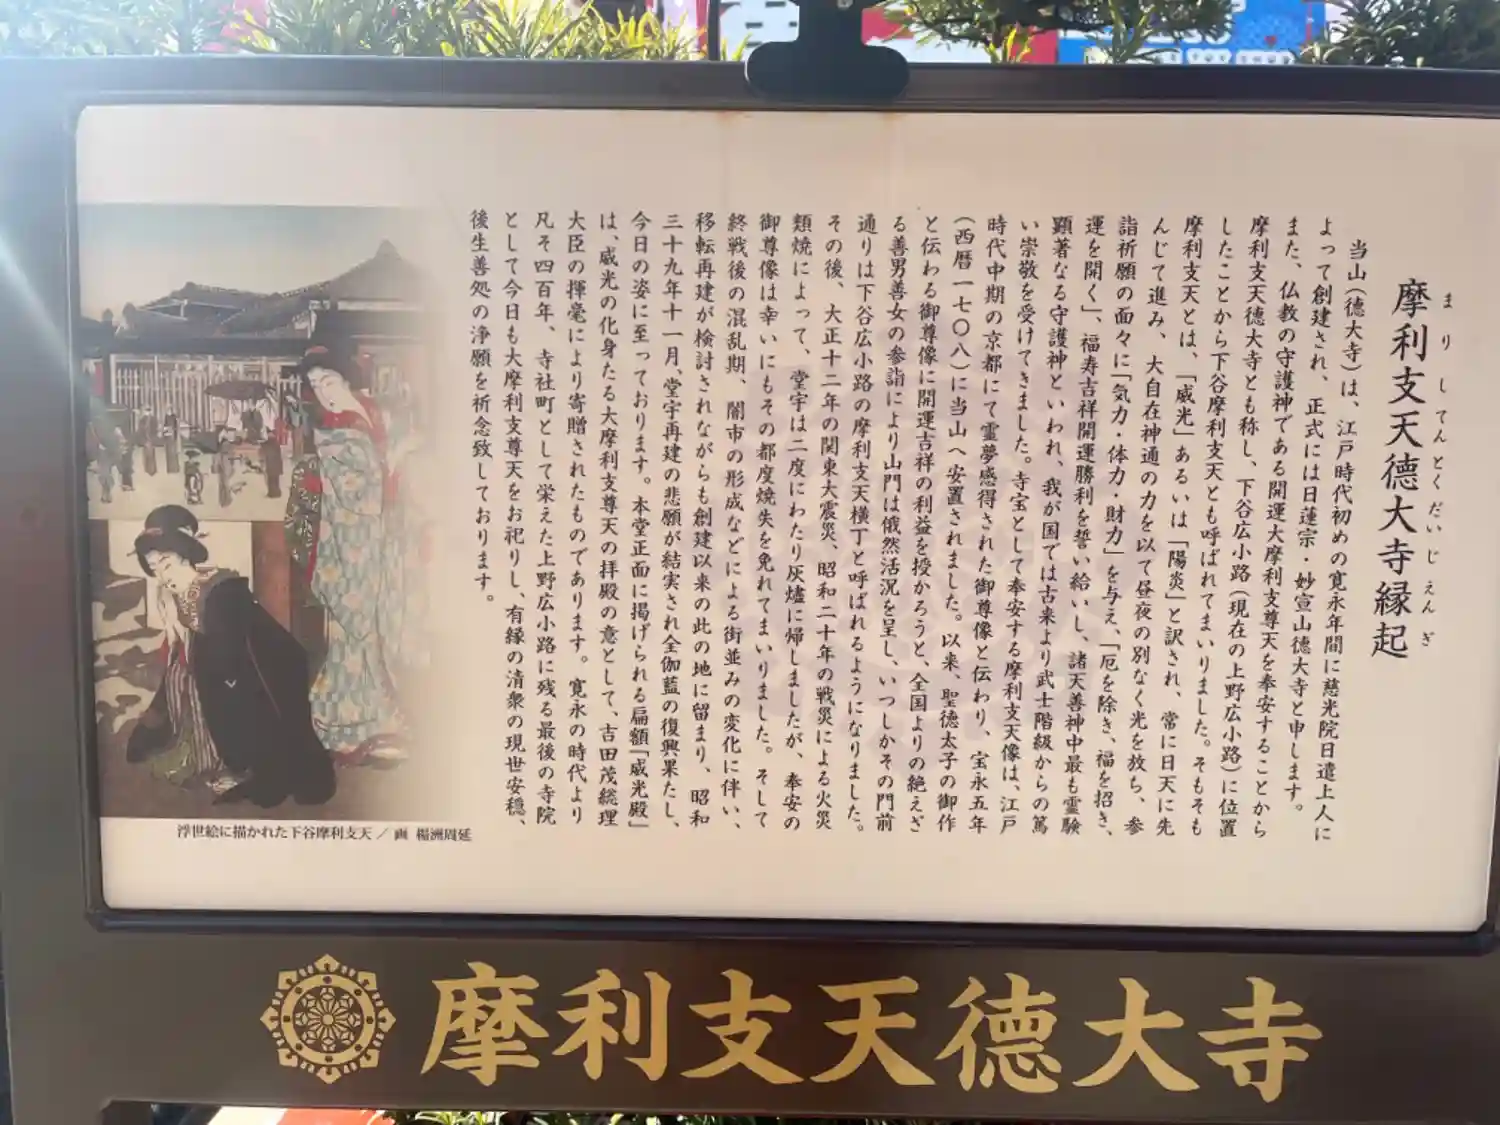 摩利支天徳大寺縁起
まりしてんとくだいじえんぎ
当山(徳大寺)は、江戸時代初めの寛永年間に慈光院日遣上人に
よって創建され、正式には日蓮宗・妙宣山徳大寺と申します。
また、仏教の守護神である開運大摩利支尊天を奉安することから
摩利支天徳大寺とも称し、下谷広小路(現在の上野広小路)に位置
したことから下谷摩利支天とも呼ばれてまいりました。そもそも
摩利支天とは、「威光」あるいは「陽炎」と訳され、常に日天に先
んじて進み、大自在神通の力を以て昼夜の別なく光を放ち、参
詣祈願の面々に「気力・体力・財力」を与え、「厄を除き、福を招き、
運を開く」、福寿吉祥開運勝利を誓い給いし、諸天善神中最も霊験
顕著なる守護神といわれ、我が国では古来より武士階級からの篤
い崇敬を受けてきました。寺宝として奉安する摩利支天像は、江戸
時代中期の京都にて霊夢感得された御尊像と伝わり、宝永五年
(西暦一七〇八)に当山へ安置されました。以来、聖徳太子の御作
と伝わる御尊像に開運吉祥の利益を授かろうと、全国よりの絶えざ
る善男善女の参詣により山門は俄然活況を呈し、いつしかその門前
通りは下谷広小路の摩利支天横丁と呼ばれるようになりました。
その後、大正十二年の関東大震災、昭和二十年の戦災による火災
類焼によって、堂宇は二度にわたり灰燼に帰しましたが、奉安の
御尊像は幸いにもその都度焼失を免れてまいりました。そして
終戦後の混乱期、闇市の形成などによる街並みの変化に伴い、
移転再建が検討されながらも創建以来の此の地に留まり、昭和
三十九年十一月、堂宇再建の悲願が結実され全伽藍の復興果たし、
今日の姿に至っております。本堂正面に掲げられる扁額「威光殿」
は、威光の化身たる大摩利支尊天の拝殿の意として、吉田茂総理
大臣の揮毫により寄贈されたものであります。寛永の時代より
凡そ四百年、寺社町として栄えた上野広小路に残る最後の寺院
として今日も大摩利支尊天をお祀りし、有縁の清衆の現世安穏、
後生善処の浄願を祈念致しております。
浮世絵に描かれた下谷摩利支天／画 楊洲周延
摩利支天徳大寺